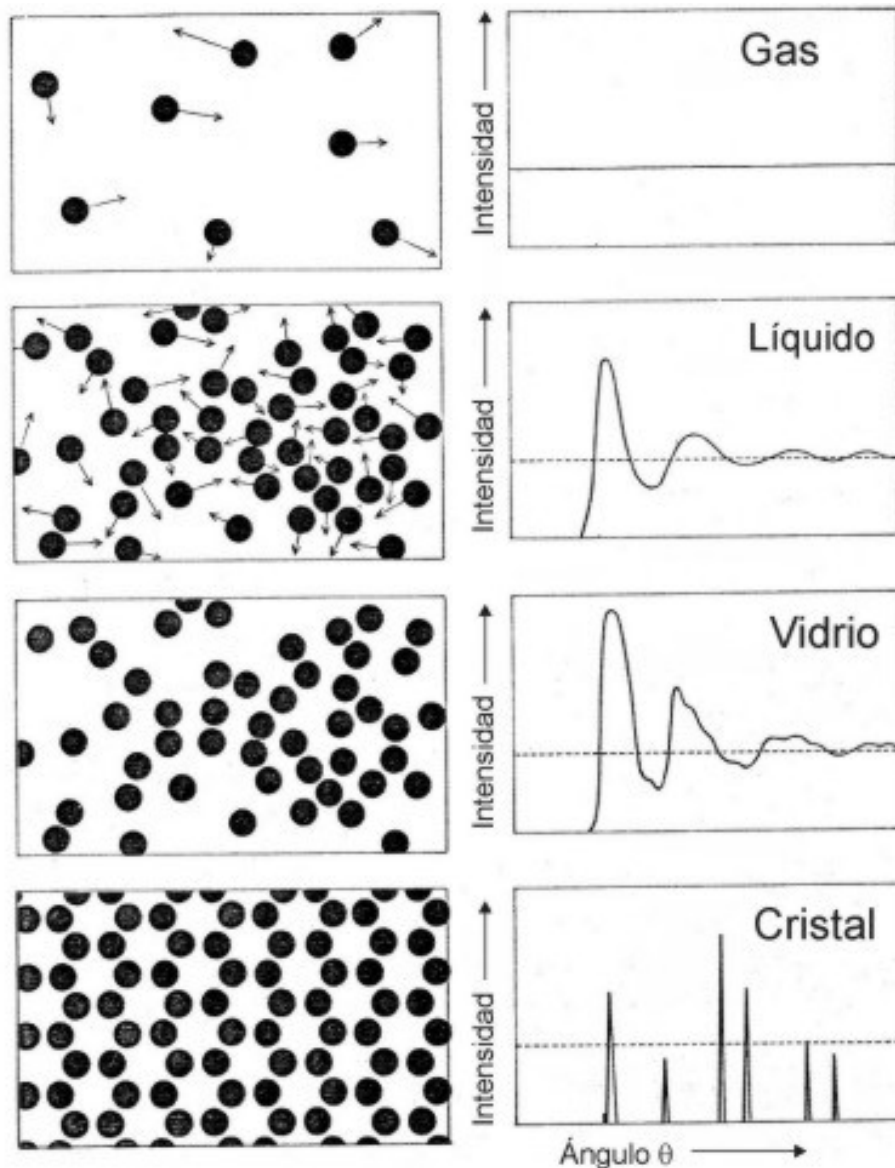 Intensidad
Gas
Intensidad
Líquido
Intensidad
Vidrio
Intensidad
Cristal
Ángulo θ